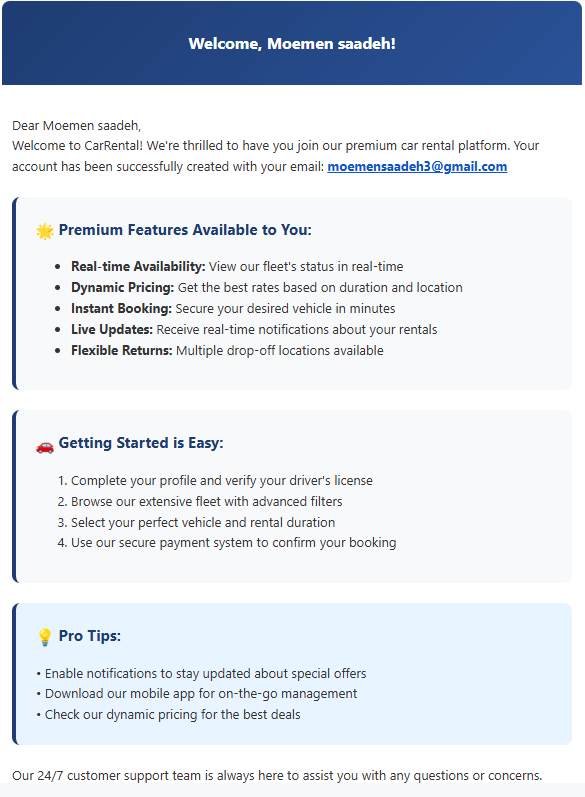 Welcome, Moemen saadeh!
Dear Moemen saadeh,
Welcome to CarRental! We're thrilled to have you join our premium car rental platform. Your
account has been successfully created with your email: moemensaadeh3@gmail.com
🌟 Premium Features Available to You:
• Real-time Availability: View our fleet's status in real-time
• Dynamic Pricing: Get the best rates based on duration and location
• Instant Booking: Secure your desired vehicle in minutes
• Live Updates: Receive real-time notifications about your rentals
• Flexible Returns: Multiple drop-off locations available
🚗 Getting Started is Easy:
1. Complete your profile and verify your driver's license
2. Browse our extensive fleet with advanced filters
3. Select your perfect vehicle and rental duration
4. Use our secure payment system to confirm your booking
💡 Pro Tips:
• Enable notifications to stay updated about special offers
• Download our mobile app for on-the-go management
• Check our dynamic pricing for the best deals
Our 24/7 customer support team is always here to assist you with any questions or concerns.